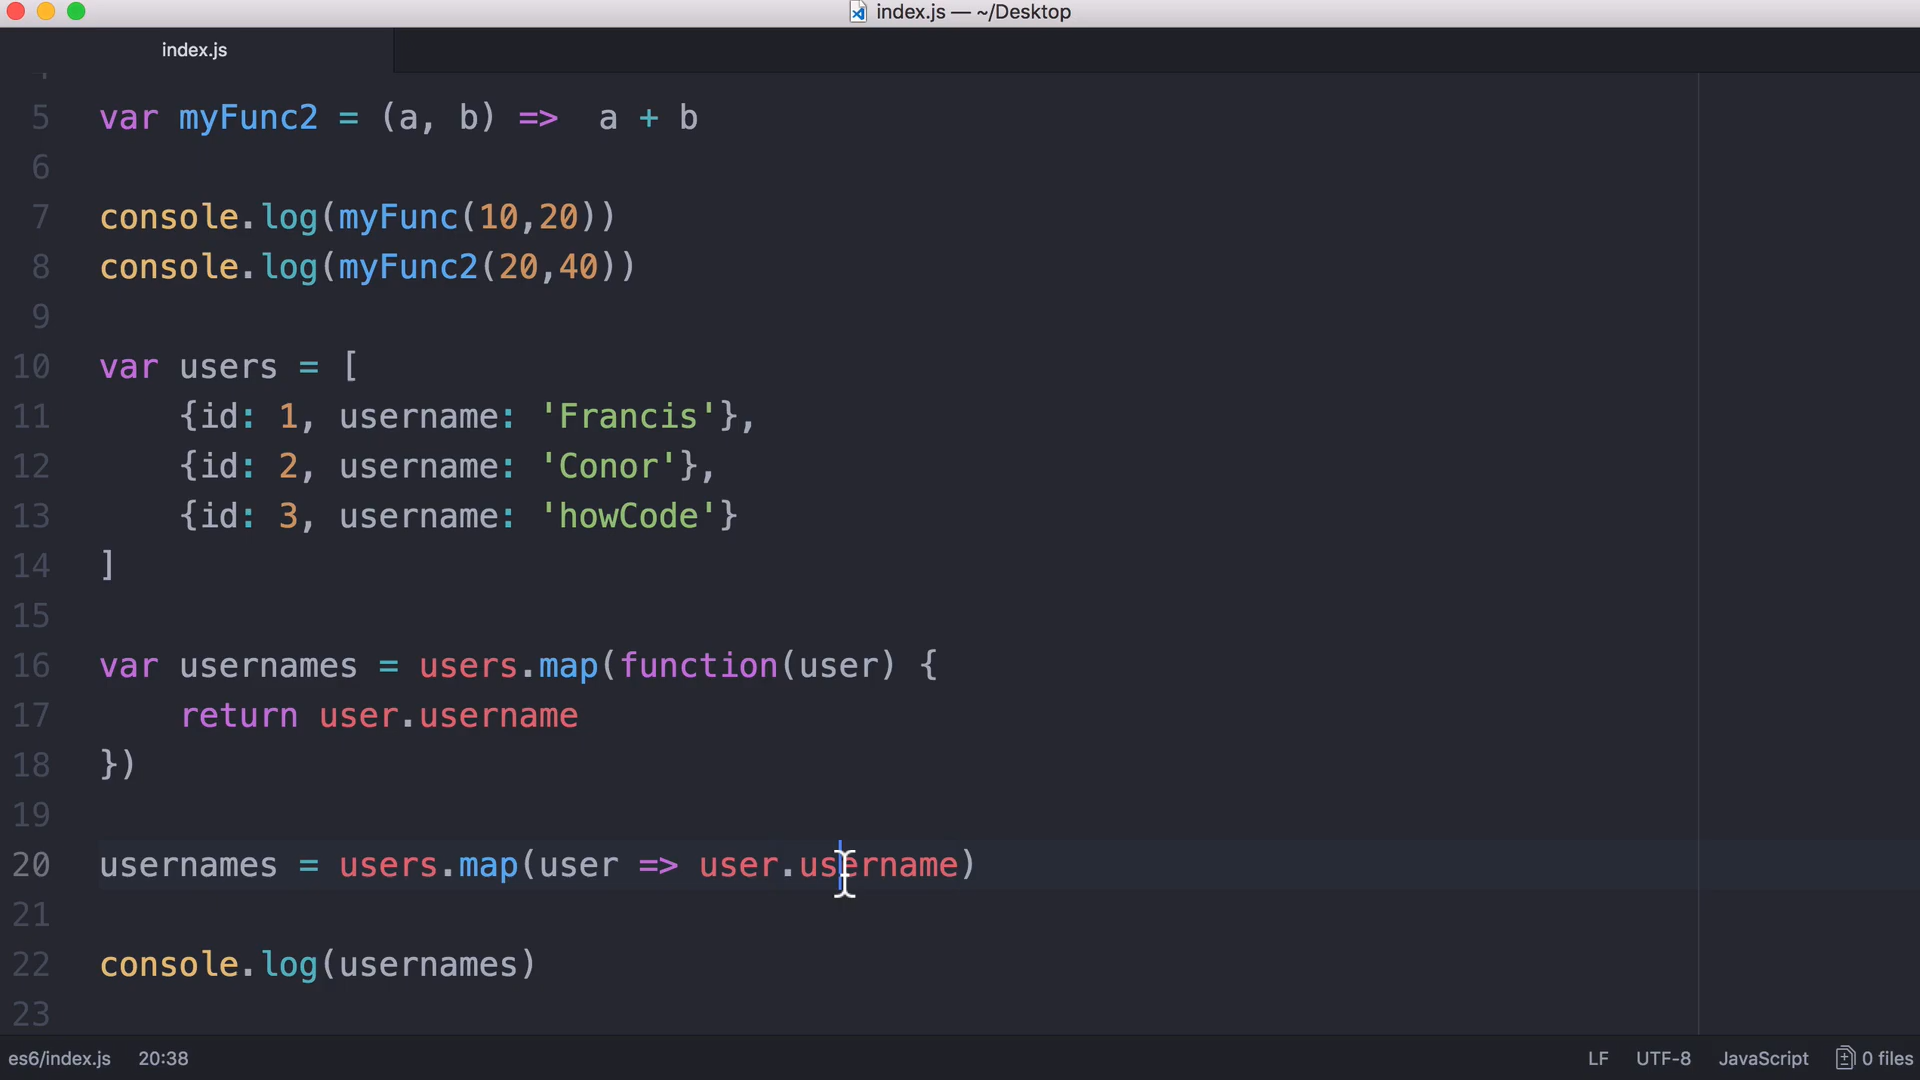 index.js — ~/Desktop
index.js
5 var myFunc2 = (a, b) =>  a + b
6
7 console.log(myFunc(10,20))
8 console.log(myFunc2(20,40))
9
10 var users = [
11     {id: 1, username: 'Francis'},
12     {id: 2, username: 'Conor'},
13     {id: 3, username: 'howCode'}
14 ]
15
16 var usernames = users.map(function(user) {
17     return user.username
18 })
19
20 usernames = users.map(user => user.username)
21
22 console.log(usernames)
23
es6/index.js 20:38 LF UTF-8 JavaScript 0 files